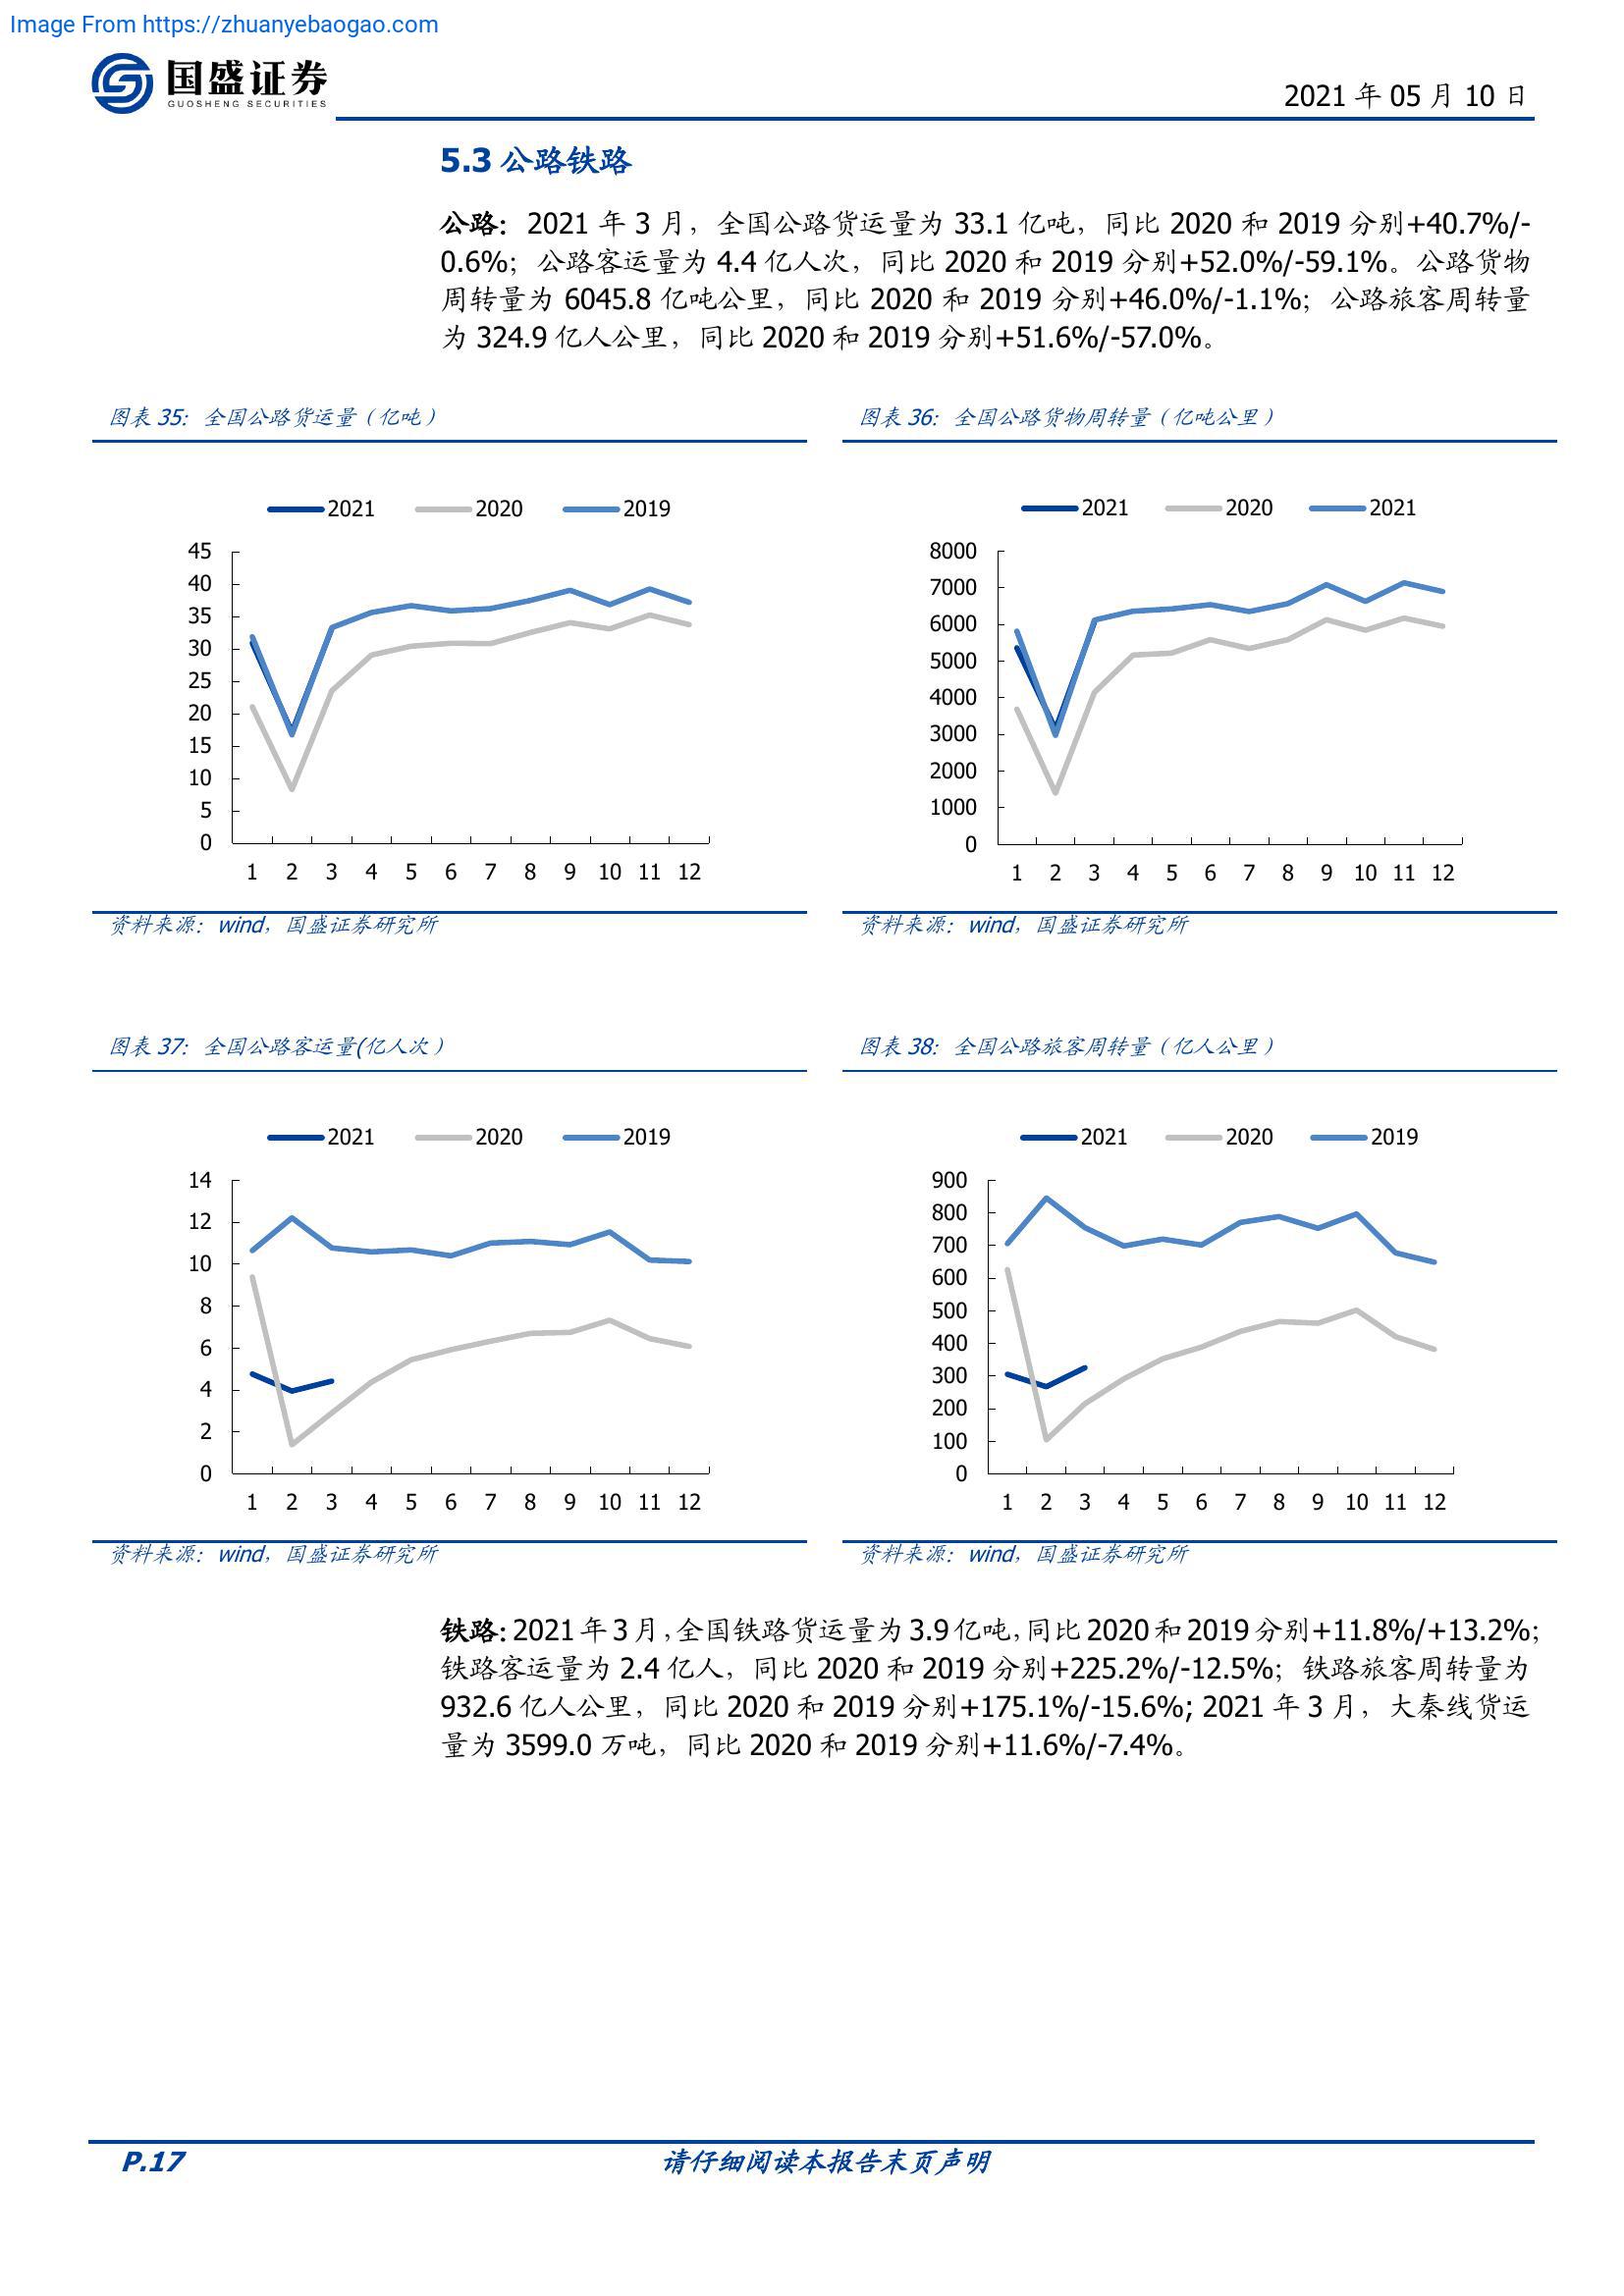 Image From https://zhuanyebaogao.com
国盛证券
GUOSHENG SECURITIES
2021 年 05 月 10 日
5.3 公路铁路
公路：2021 年 3 月，全国公路货运量为 33.1 亿吨，同比 2020 和 2019 分别+40.7%/-
0.6%；公路客运量为 4.4 亿人次，同比 2020 和 2019 分别+52.0%/-59.1%。公路货物
周转量为 6045.8 亿吨公里，同比 2020 和 2019 分别+46.0%/-1.1%；公路旅客周转量
为 324.9 亿人公里，同比 2020 和 2019 分别+51.6%/-57.0%。
图表 35：全国公路货运量（亿吨）
2021 2020 2019
45
40
35
30
25
20
15
10
5
0
1 2 3 4 5 6 7 8 9 10 11 12
资料来源：wind，国盛证券研究所
图表 36：全国公路货物周转量（亿吨公里）
2021 2020 2021
8000
7000
6000
5000
4000
3000
2000
1000
0
1 2 3 4 5 6 7 8 9 10 11 12
资料来源：wind，国盛证券研究所
图表 37：全国公路客运量(亿人次）
2021 2020 2019
14
12
10
8
6
4
2
0
1 2 3 4 5 6 7 8 9 10 11 12
资料来源：wind，国盛证券研究所
图表 38：全国公路旅客周转量（亿人公里）
2021 2020 2019
900
800
700
600
500
400
300
200
100
0
1 2 3 4 5 6 7 8 9 10 11 12
资料来源：wind，国盛证券研究所
铁路：2021 年 3 月，全国铁路货运量为 3.9 亿吨，同比 2020 和 2019 分别+11.8%/+13.2%；
铁路客运量为 2.4 亿人，同比 2020 和 2019 分别+225.2%/-12.5%；铁路旅客周转量为
932.6 亿人公里，同比 2020 和 2019 分别+175.1%/-15.6%; 2021 年 3 月，大秦线货运
量为 3599.0 万吨，同比 2020 和 2019 分别+11.6%/-7.4%。
P.17
请仔细阅读本报告末页声明